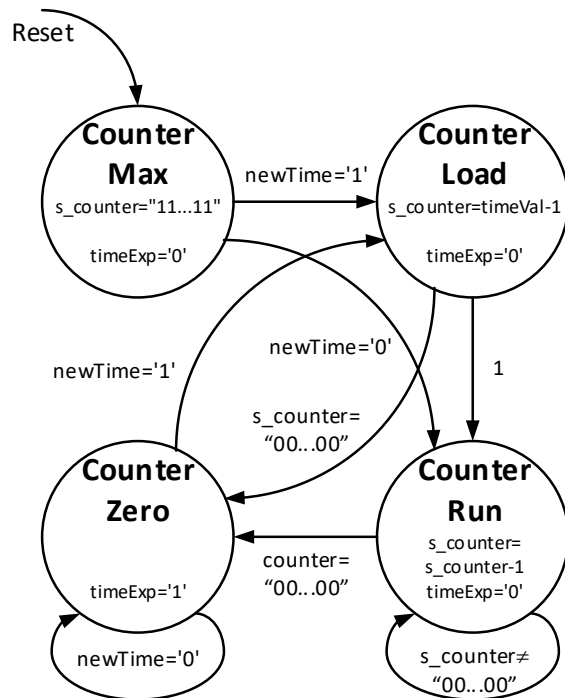 Reset
Counter
Max
s_counter="11...11"
timeExp='0'
newTime='1'
Counter
Load
s_counter=timeVal-1
timeExp='0'
newTime='1'
newTime='0'
1
s_counter=
“00...00”
Counter
Zero
timeExp='1'
newTime='0'
counter=
“00...00”
Counter
Run
s_counter=
s_counter-1
timeExp='0'
s_counter≠
“00...00”